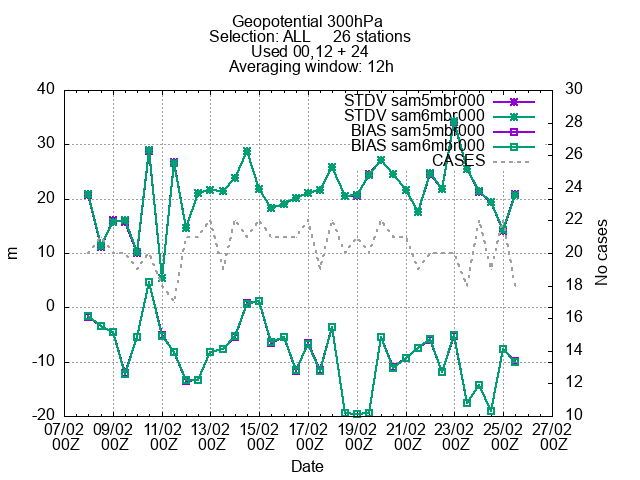 Geopotential 300hPa
Selection: ALL 26 stations
Used 00,12 + 24
Averaging window: 12h
STDV sam5mbr000
STDV sam6mbr000
BIAS sam5mbr000
BIAS sam6mbr000
CASES
m
40
30
20
10
0
-10
-20
No cases
30
28
26
24
22
20
18
16
14
12
10
07/02 09/02 11/02 13/02 15/02 17/02 19/02 21/02 23/02 25/02 27/02
00Z 00Z 00Z 00Z 00Z 00Z 00Z 00Z 00Z 00Z 00Z
Date